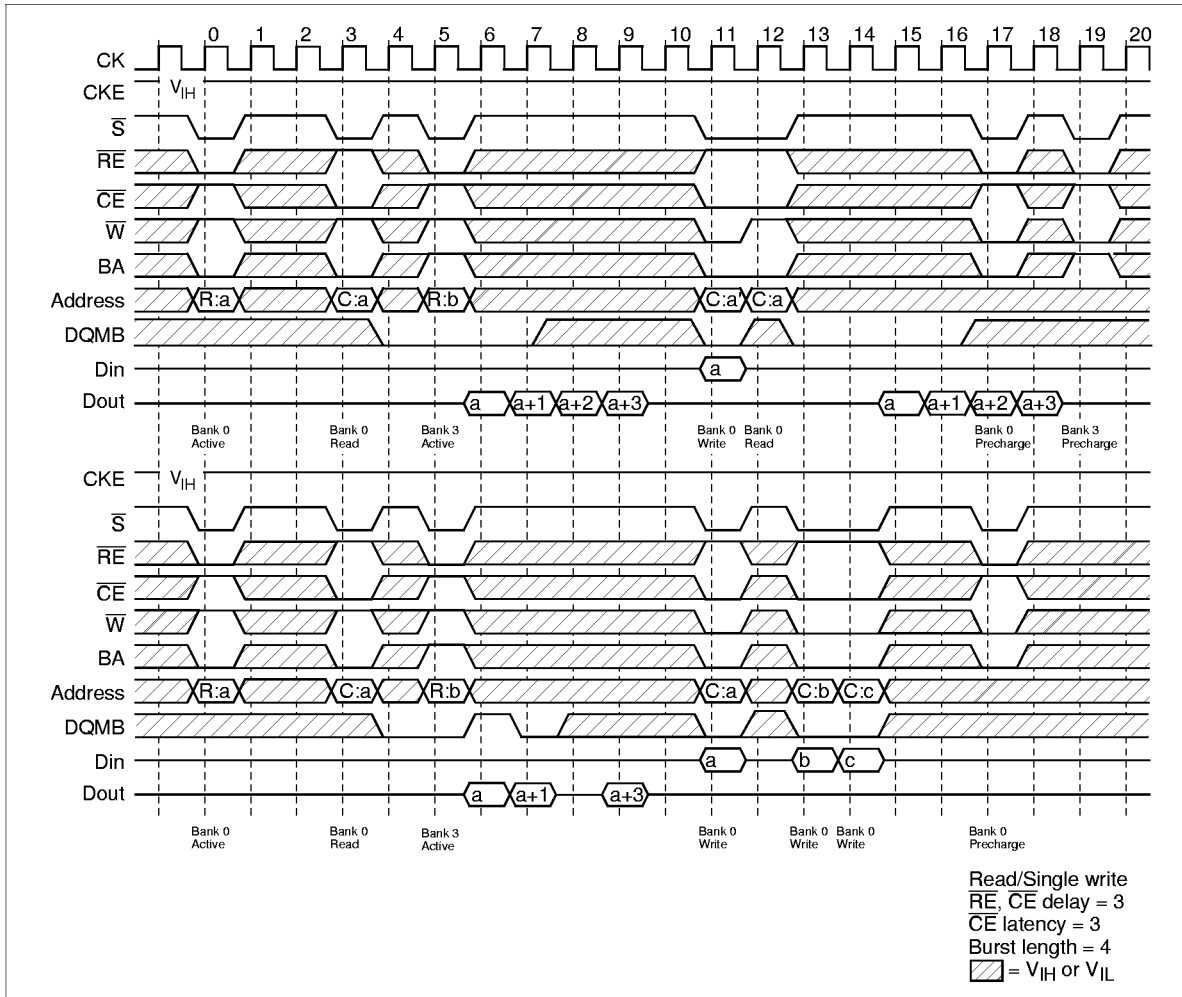 0 1 2 3 4 5 6 7 8 9 10 11 12 13 14 15 16 17 18 19 20
CK
CKE VIH
S
RE
CE
W
BA
Address R:a C:a R:b C:a' C:a
DQMB
Din a
Dout a a+1 a+2 a+3 a a+1 a+2 a+3
Bank 0 Bank 0 Bank 3 Bank 0 Bank 0 Bank 0 Bank 3
Active Read Active Write Read Precharge Precharge
CKE VIH
S
RE
CE
W
BA
Address R:a C:a R:b C:a C:b C:c
DQMB
Din a b c
Dout a a+1 a+3
Bank 0 Bank 0 Bank 3 Bank 0 Bank 0 Bank 0 Bank 0
Active Read Active Write Write Write Precharge
Read/Single write
RE, CE delay = 3
CE latency = 3
Burst length = 4
= VIH or VIL